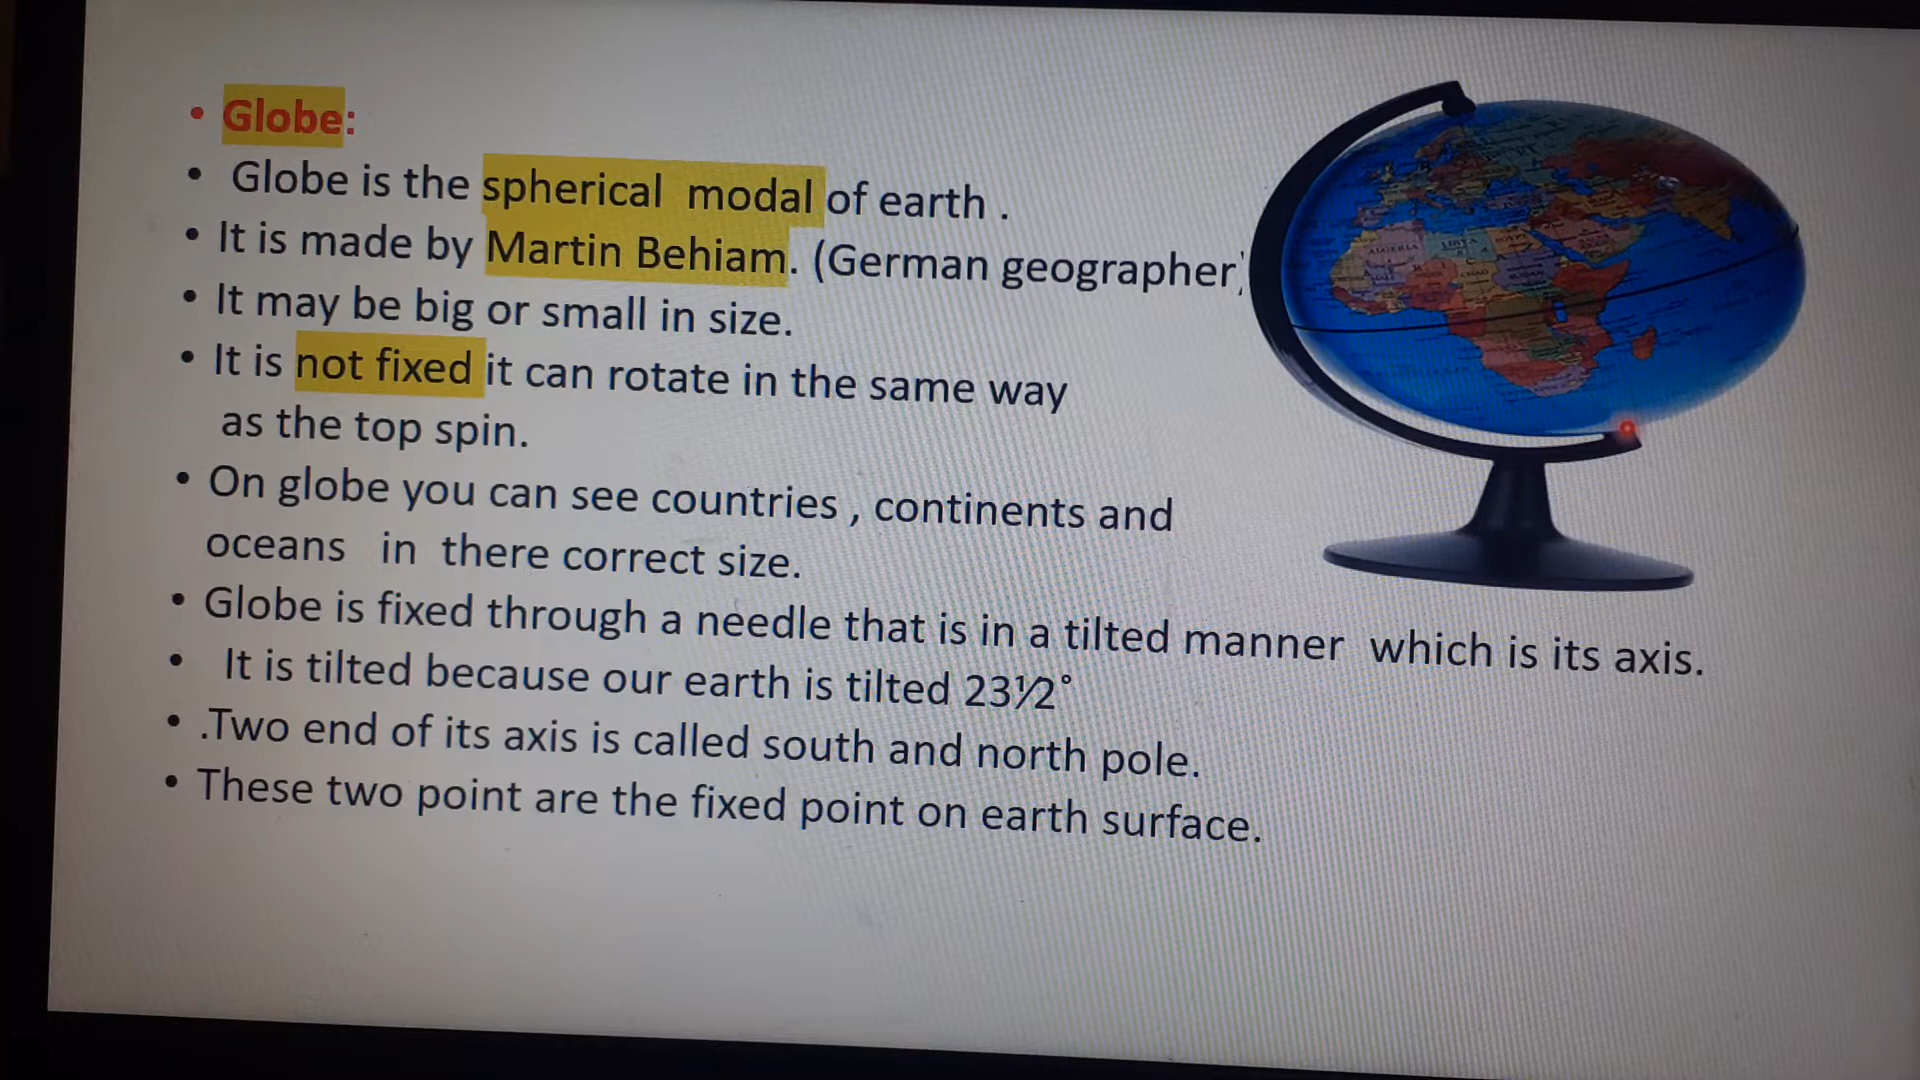 • Globe:
• Globe is the spherical modal of earth .
• It is made by Martin Behiam. (German geographer)
• It may be big or small in size.
• It is not fixed it can rotate in the same way
as the top spin.
• On globe you can see countries , continents and
oceans in there correct size.
• Globe is fixed through a needle that is in a tilted manner which is its axis.
• It is tilted because our earth is tilted 23½°
• .Two end of its axis is called south and north pole.
• These two point are the fixed point on earth surface.
ALGERIA
LIBYA
EGYPT
CHAD
SUDAN